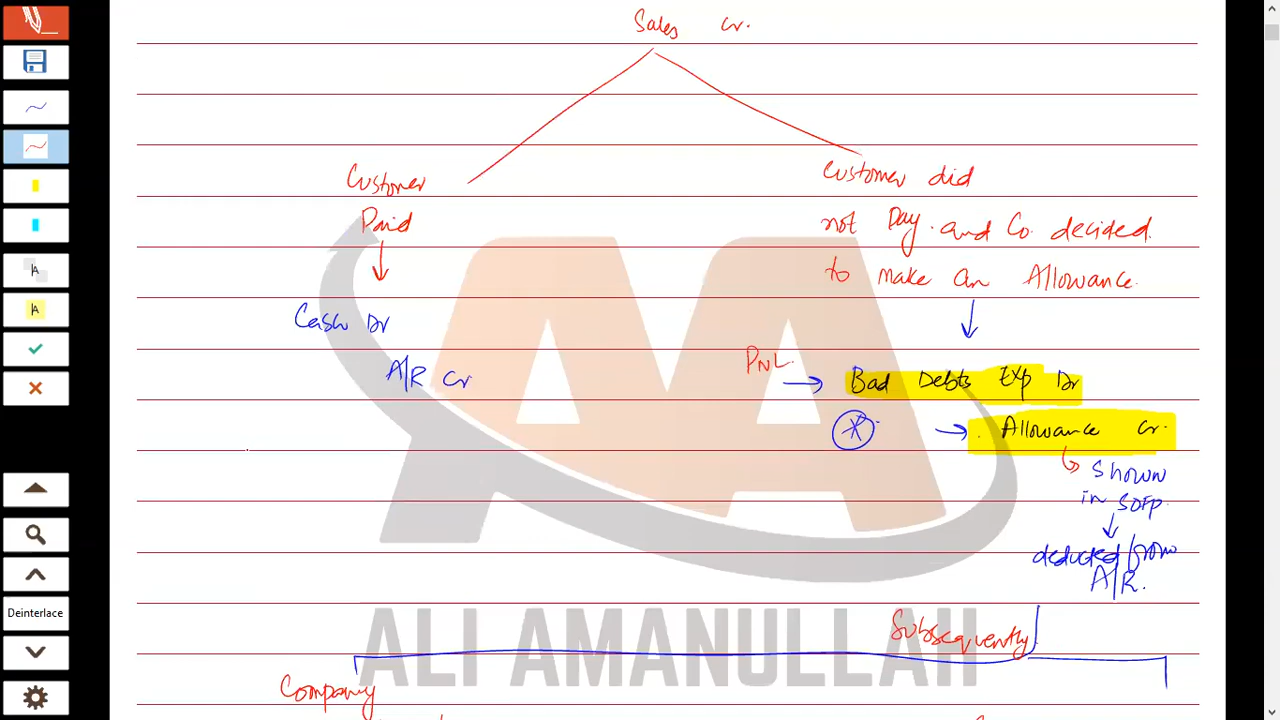 Sales Cr.
Customer
Paid
Cash Dr
A/R Cr
Customer did
not Pay. and Co. decided.
to make an Allowance.
PNL.
Bad Debts Exp Dr
Allowance Cr.
Shown
in SOFP.
deducted from
A/R.
Subsequently
Company
ALI AMANULLAH
A
A
Deinterlace